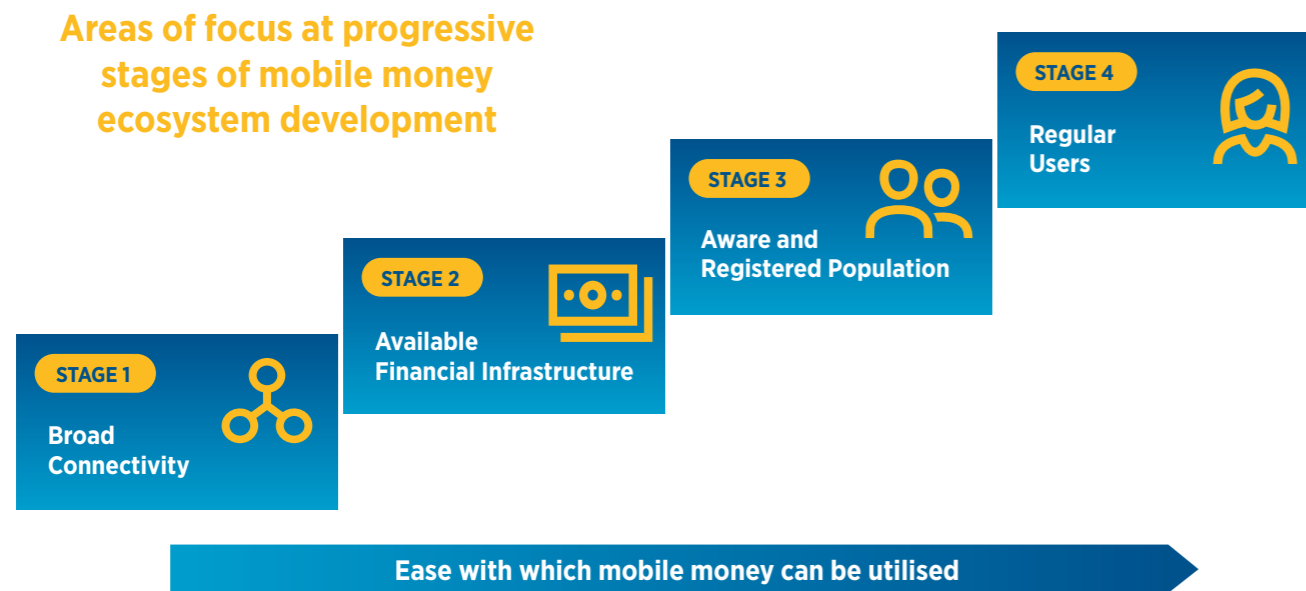 Areas of focus at progressive
stages of mobile money
ecosystem development
STAGE 1
Broad
Connectivity
STAGE 2
Available
Financial Infrastructure
STAGE 3
Aware and
Registered Population
STAGE 4
Regular
Users
Ease with which mobile money can be utilised